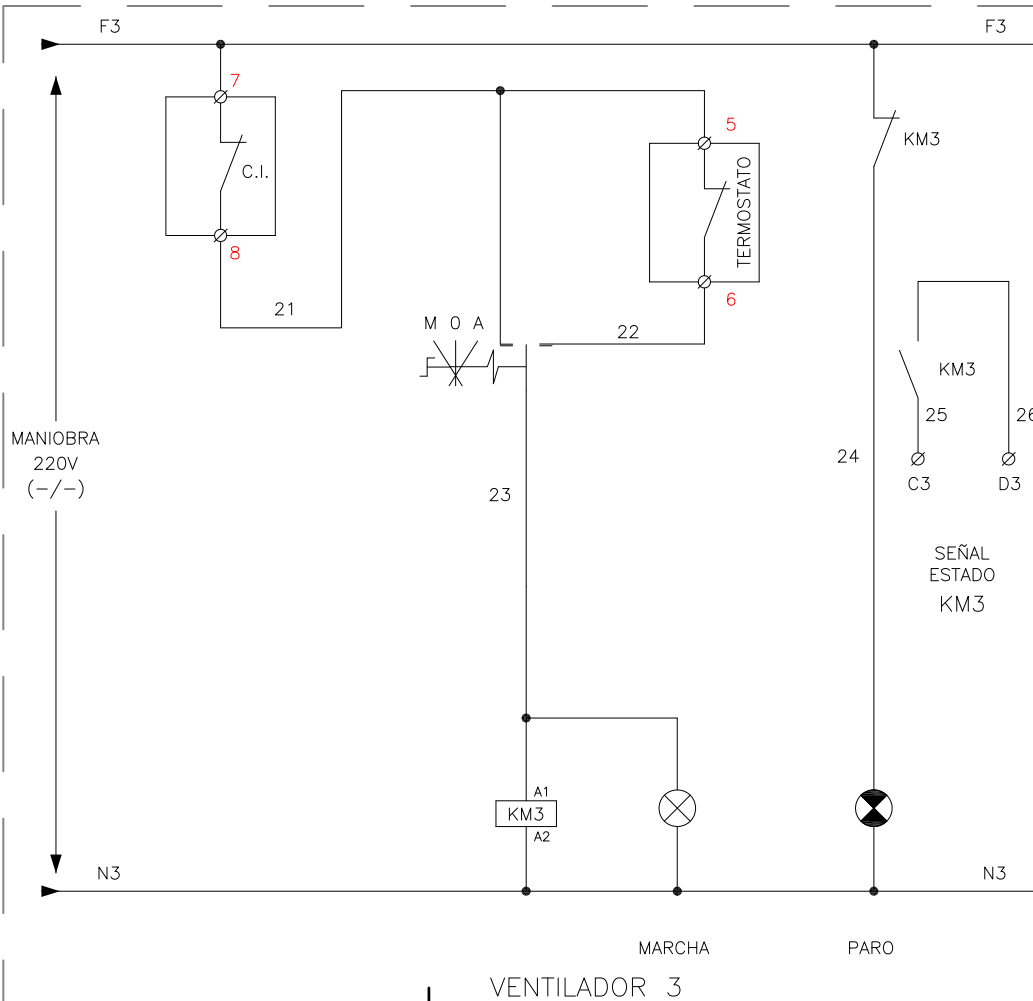 F3
F3
7
5
KM3
C.I.
TERMOSTATO
8
6
21
M O A
22
KM3
25
26
MANIOBRA
220V
(-/-)
24
C3
D3
23
SEÑAL
ESTADO
KM3
A1
KM3
A2
N3
N3
MARCHA
PARO
VENTILADOR 3